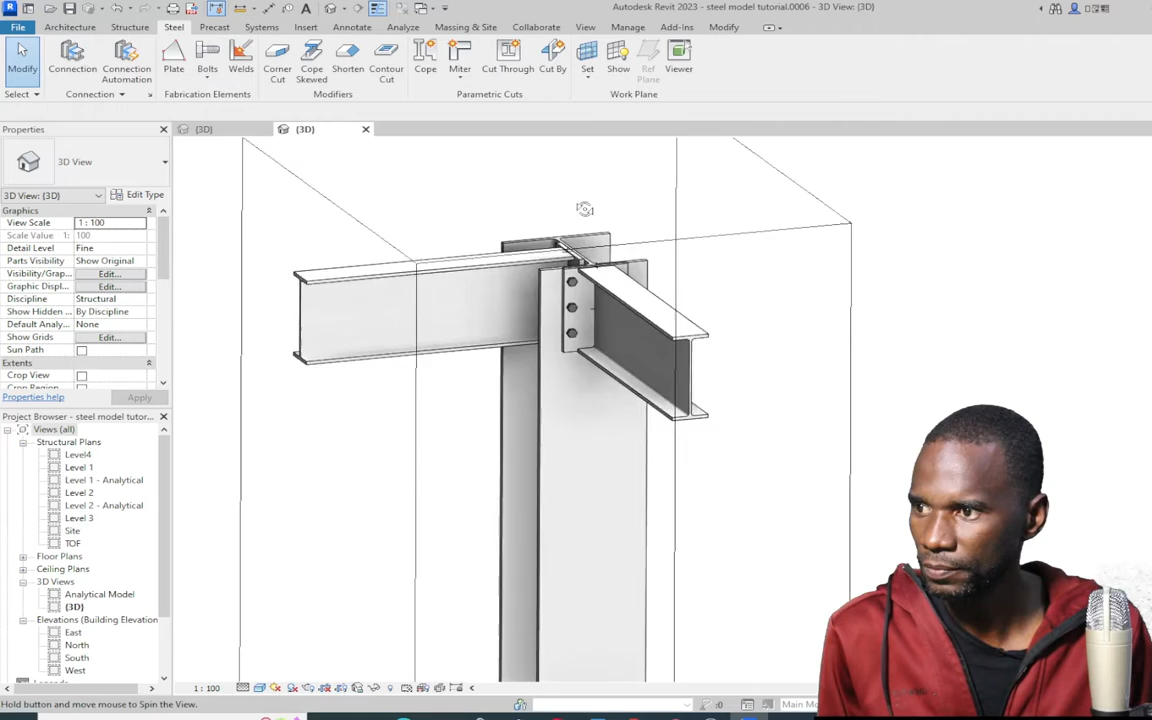 Autodesk Revit 2023 - steel model tutorial.0006 - 3D View: {3D}
File Architecture Structure Steel Precast Systems Insert Annotate Analyze Massing & Site Collaborate View Manage Add-Ins Modify
Modify Connection Connection Automation Plate Bolts Welds Corner Cut Cope Skewed Shorten Contour Cut Cope Miter Cut Through Cut By Set Show Ref Plane Viewer
Select Connection Fabrication Elements Modifiers Parametric Cuts Work Plane
Properties
{3D} {3D}
3D View
3D View: {3D} Edit Type
Graphics
View Scale 1 : 100
Scale Value 1: 100
Detail Level Fine
Parts Visibility Show Original
Visibility/Grap... Edit...
Graphic Displ... Edit...
Discipline Structural
Show Hidden ... By Discipline
Default Analy... None
Show Grids Edit...
Sun Path
Extents
Crop View
Crop Region
Properties help Apply
Project Browser - steel model tutor...
Views (all)
Structural Plans
Level4
Level 1
Level 1 - Analytical
Level 2
Level 2 - Analytical
Level 3
Site
TOF
Floor Plans
Ceiling Plans
3D Views
Analytical Model
{3D}
Elevations (Building Elevation
East
North
South
West
1 : 100
Hold button and move mouse to Spin the View.
:0
Main Mo